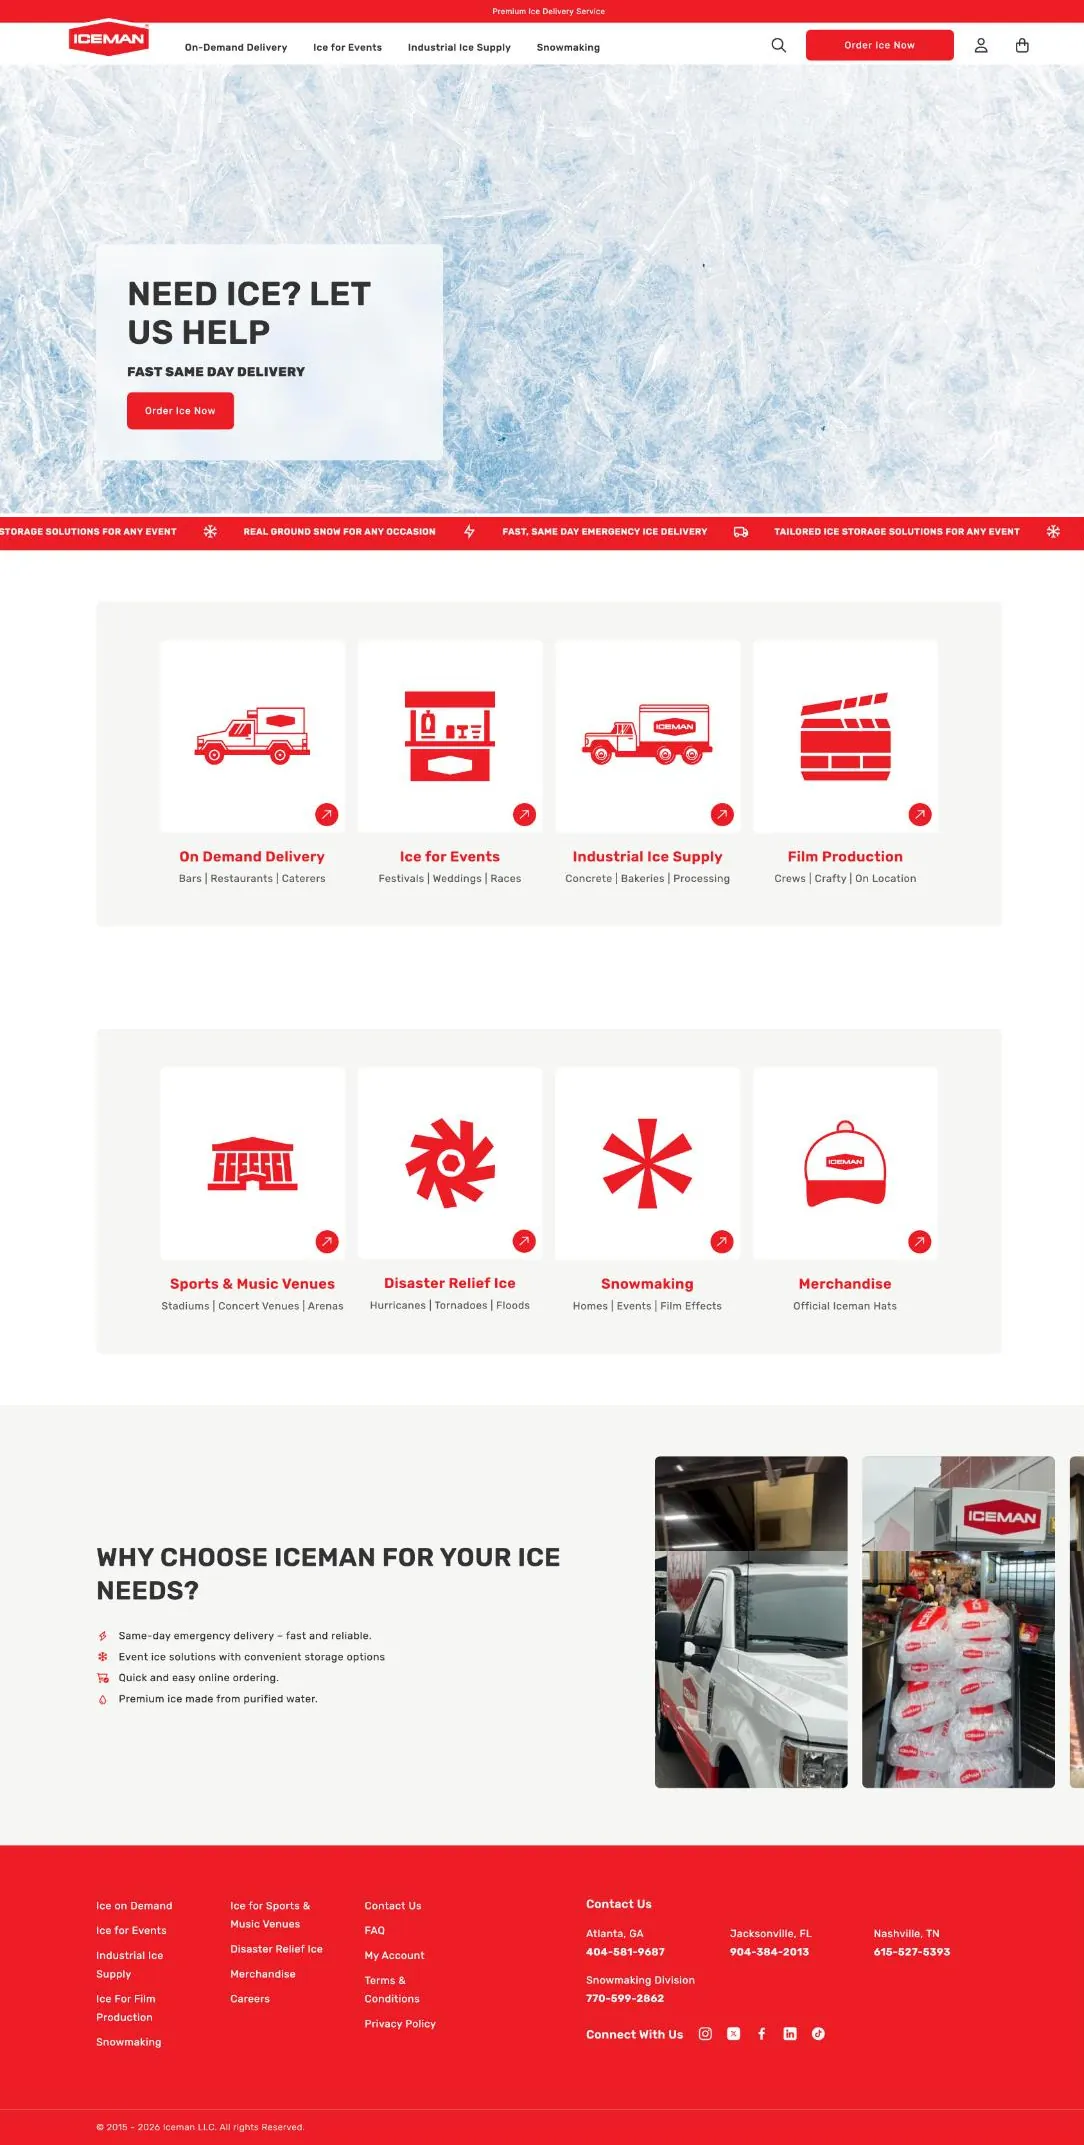 Premium Ice Delivery Service
ICEMAN
On-Demand Delivery
Ice for Events
Industrial Ice Supply
Snowmaking
Order Ice Now
NEED ICE? LET
US HELP
FAST SAME DAY DELIVERY
Order Ice Now
STORAGE SOLUTIONS FOR ANY EVENT
REAL GROUND SNOW FOR ANY OCCASION
FAST, SAME DAY EMERGENCY ICE DELIVERY
TAILORED ICE STORAGE SOLUTIONS FOR ANY EVENT
ICEMAN
On Demand Delivery
Bars | Restaurants | Caterers
Ice for Events
Festivals | Weddings | Races
Industrial Ice Supply
Concrete | Bakeries | Processing
Film Production
Crews | Crafty | On Location
ICEMAN
Sports & Music Venues
Stadiums | Concert Venues | Arenas
Disaster Relief Ice
Hurricanes | Tornadoes | Floods
Snowmaking
Homes | Events | Film Effects
Merchandise
Official Iceman Hats
WHY CHOOSE ICEMAN FOR YOUR ICE
NEEDS?
Same-day emergency delivery – fast and reliable.
Event ice solutions with convenient storage options
Quick and easy online ordering.
Premium ice made from purified water.
ICEMAN
ICEMAN
Ice on Demand
Ice for Events
Industrial Ice
Supply
Ice For Film
Production
Snowmaking
Ice for Sports &
Music Venues
Disaster Relief Ice
Merchandise
Careers
Contact Us
FAQ
My Account
Terms &
Conditions
Privacy Policy
Contact Us
Atlanta, GA
404-581-9687
Jacksonville, FL
904-384-2013
Nashville, TN
615-527-5393
Snowmaking Division
770-599-2862
Connect With Us
© 2015 - 2026 Iceman LLC. All rights Reserved.